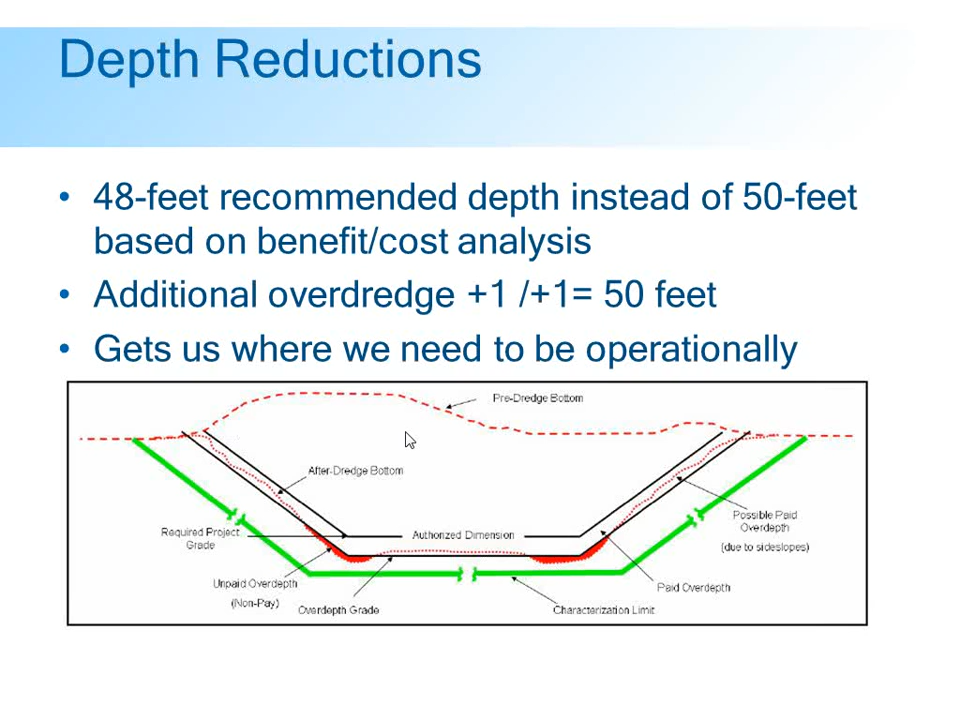 Depth Reductions
• 48-feet recommended depth instead of 50-feet
based on benefit/cost analysis
• Additional overdredge +1 /+1= 50 feet
• Gets us where we need to be operationally
Pre-Dredge Bottom
After-Dredge Bottom
Required Project
Grade
Authorized Dimension
Possible Paid
Overdepth
(due to sideslopes)
Unpaid Overdepth
(Non-Pay)
Overdepth Grade
Paid Overdepth
Characterization Limit